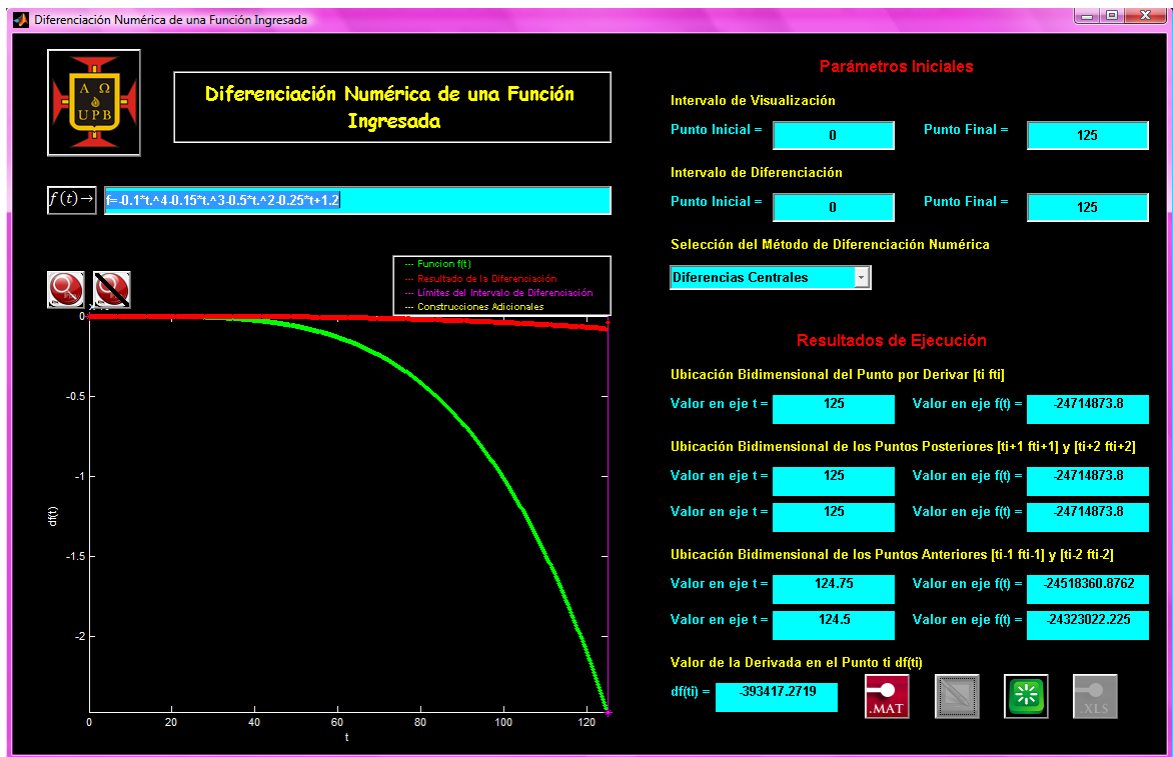 Diferenciación Numérica de una Función Ingresada
Α Ω
UPB
Diferenciación Numérica de una Función
Ingresada
f(t)→
f=-0.1*t.^4-0.15*t.^3-0.5*t.^2-0.25*t+1.2
--- Funcion f(t)
--- Resultado de la Diferenciación
--- Límites del Intervalo de Diferenciación
--- Construcciones Adicionales
0
-0.5
-1
-1.5
-2
df(t)
0 20 40 60 80 100 120
t
Parámetros Iniciales
Intervalo de Visualización
Punto Inicial = 0 Punto Final = 125
Intervalo de Diferenciación
Punto Inicial = 0 Punto Final = 125
Selección del Método de Diferenciación Numérica
Diferencias Centrales
Resultados de Ejecución
Ubicación Bidimensional del Punto por Derivar [ti fti]
Valor en eje t = 125 Valor en eje f(t) = -24714873.8
Ubicación Bidimensional de los Puntos Posteriores [ti+1 fti+1] y [ti+2 fti+2]
Valor en eje t = 125 Valor en eje f(t) = -24714873.8
Valor en eje t = 125 Valor en eje f(t) = -24714873.8
Ubicación Bidimensional de los Puntos Anteriores [ti-1 fti-1] y [ti-2 fti-2]
Valor en eje t = 124.75 Valor en eje f(t) = -24518360.8762
Valor en eje t = 124.5 Valor en eje f(t) = -24323022.225
Valor de la Derivada en el Punto ti df(ti)
df(ti) = -393417.2719
.MAT
.XLS